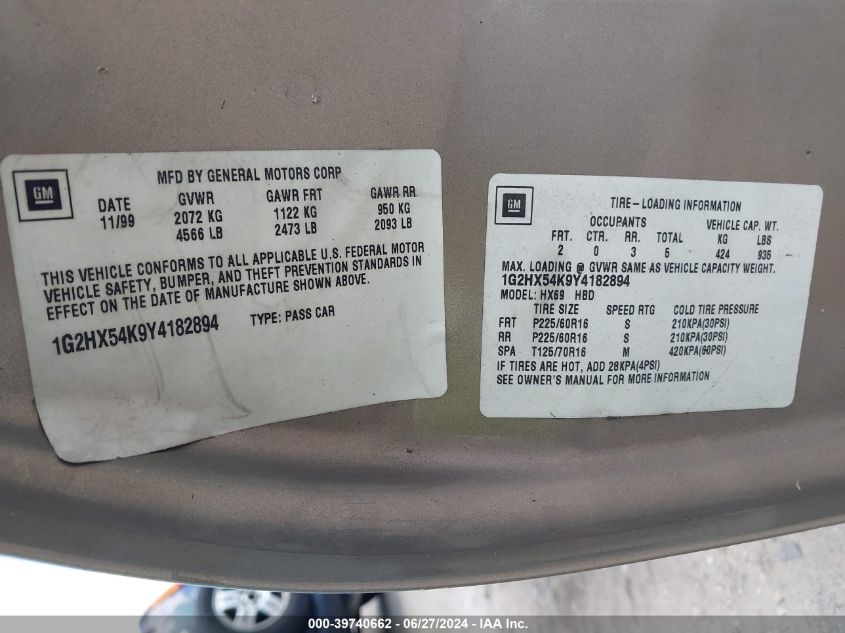 GM
MFD BY GENERAL MOTORS CORP
DATE GVWR GAWR FRT GAWR RR
11/99 2072 KG 1122 KG 950 KG
4566 LB 2473 LB 2093 LB
THIS VEHICLE CONFORMS TO ALL APPLICABLE U.S. FEDERAL MOTOR
VEHICLE SAFETY, BUMPER, AND THEFT PREVENTION STANDARDS IN
EFFECT ON THE DATE OF MANUFACTURE SHOWN ABOVE.
1G2HX54K9Y4182894 TYPE: PASS CAR
GM
TIRE-LOADING INFORMATION
OCCUPANTS VEHICLE CAP. WT.
FRT. CTR. RR. TOTAL KG LBS
2 0 3 5 424 935
MAX. LOADING @ GVWR SAME AS VEHICLE CAPACITY WEIGHT.
1G2HX54K9Y4182894
MODEL: HX69 HBD
TIRE SIZE SPEED RTG COLD TIRE PRESSURE
FRT P225/60R16 S 210KPA(30PSI)
RR P225/60R16 S 210KPA(30PSI)
SPA T125/70R16 M 420KPA(60PSI)
IF TIRES ARE HOT, ADD 28KPA(4PSI)
SEE OWNER'S MANUAL FOR MORE INFORMATION
000-39740662 - 06/27/2024 - IAA Inc.